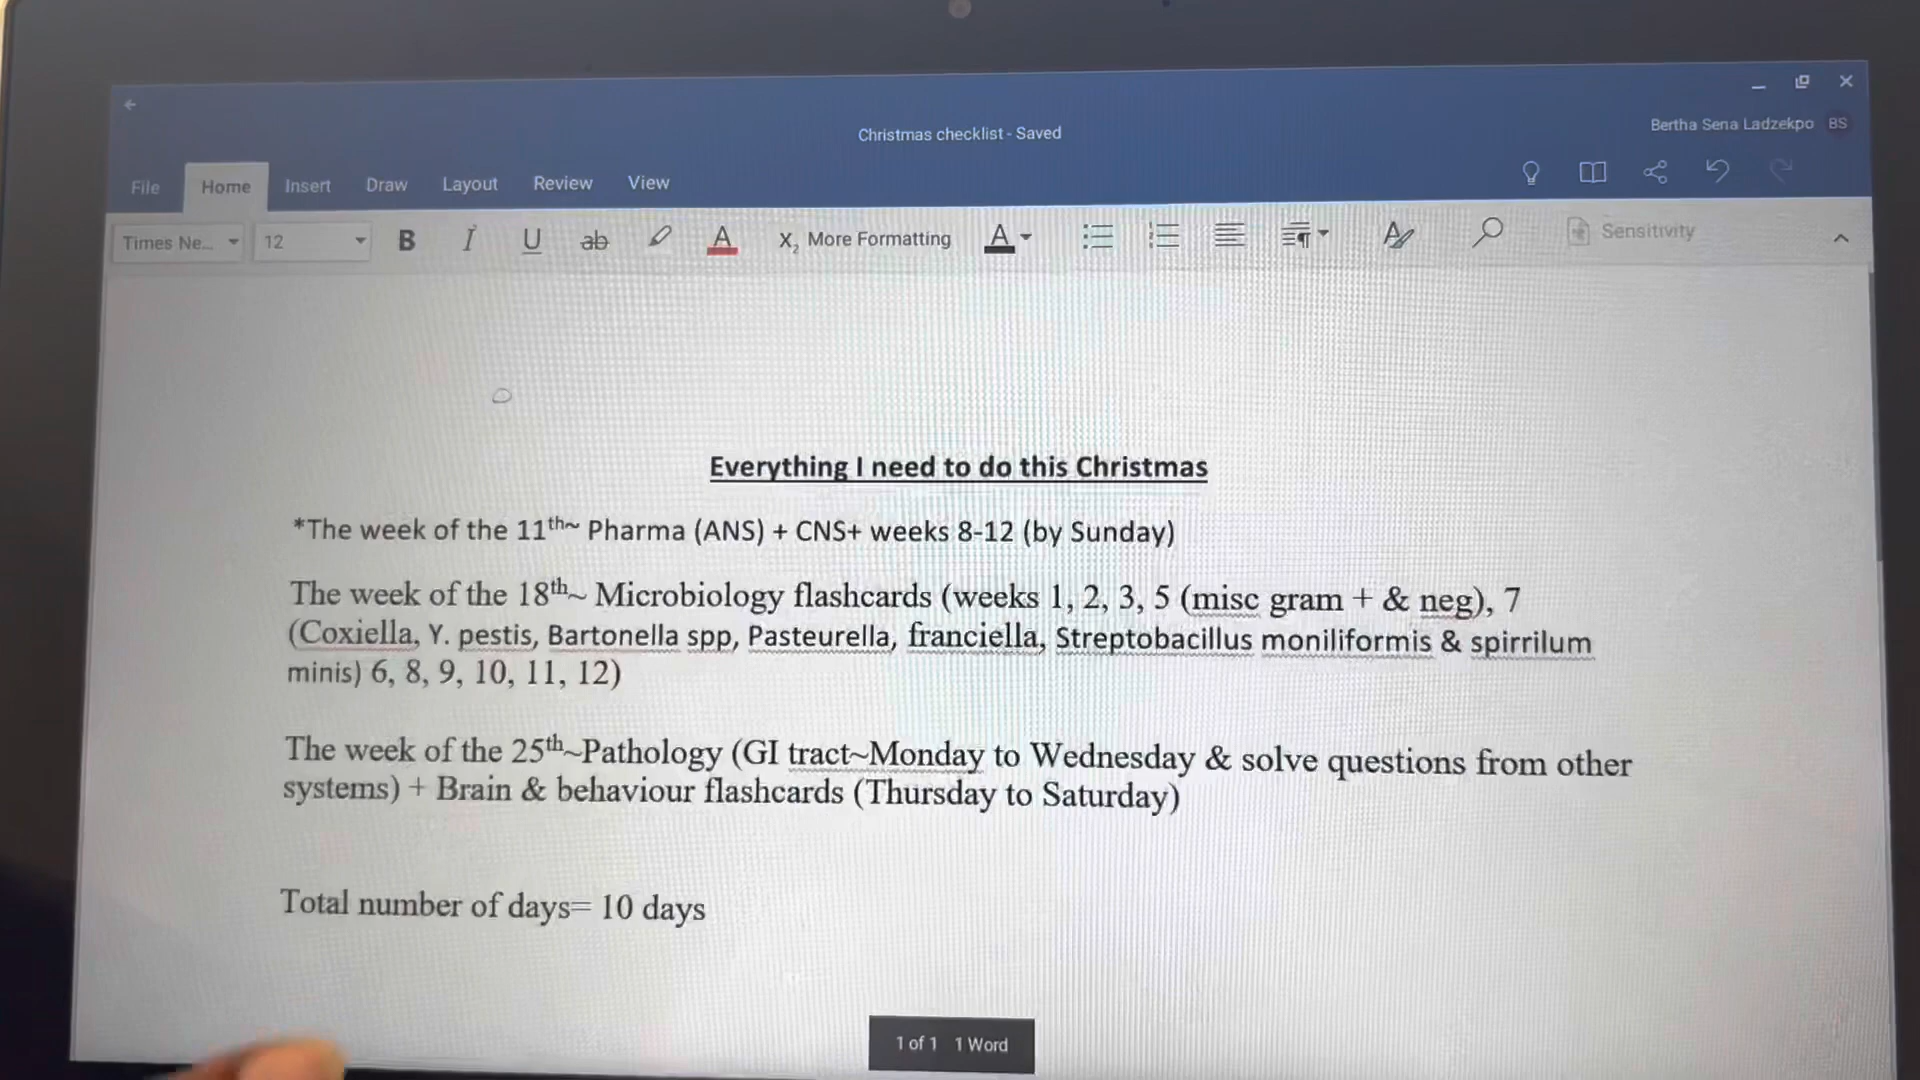 Christmas checklist - Saved
Bertha Sena Ladzekpo BS
File Home Insert Draw Layout Review View
Times Ne... 12 B I U ab A X₂ More Formatting A A Sensitivity
Everything I need to do this Christmas
*The week of the 11th~ Pharma (ANS) + CNS+ weeks 8-12 (by Sunday)
The week of the 18th~ Microbiology flashcards (weeks 1, 2, 3, 5 (misc gram + & neg), 7
(Coxiella, Y. pestis, Bartonella spp, Pasteurella, franciella, Streptobacillus moniliformis & spirrilum
minis) 6, 8, 9, 10, 11, 12)
The week of the 25th~Pathology (GI tract~Monday to Wednesday & solve questions from other
systems) + Brain & behaviour flashcards (Thursday to Saturday)
Total number of days= 10 days
1 of 1 1 Word